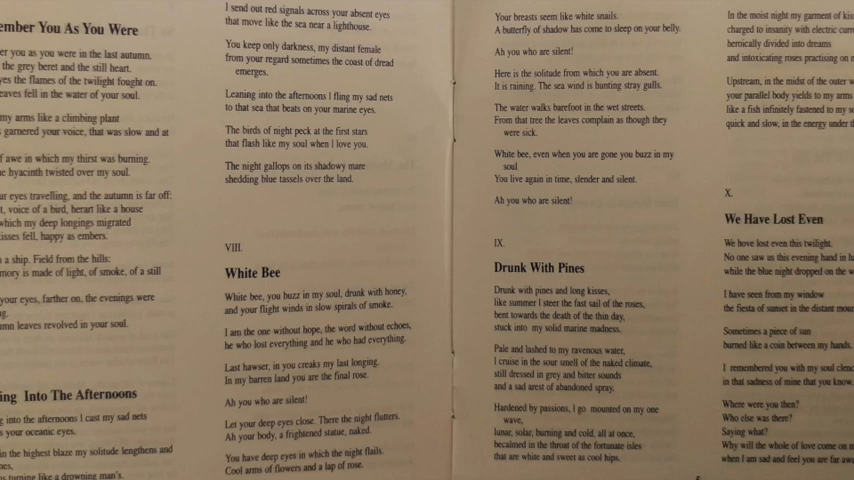 ember You As You Were
er you as you were in the last autumn.
the grey beret and the still heart.
yes the flames of the twilight fought on.
eaves fell in the water of your soul.
my arms like a climbing plant
garnered your voice, that was slow and at
f awe in which my thirst was burning.
e hyacinth twisted over my soul.
ur eyes travelling, and the autumn is far off:
t, voice of a bird, herart like a house
which my deep longings migrated
isses fell, happy as embers.
a ship. Field from the hills:
mory is made of light, of smoke, of a still
your eyes, farther on, the evenings were
g.
mn leaves revolved in your soul.
ing Into The Afternoons
g into the afternoons I cast my sad nets
s your oceanic eyes.
in the highest blaze my solitude lengthens and
nes,
s turning like a drowning man's.
I send out red signals across your absent eyes
that move like the sea near a lighthouse.
You keep only darkness, my distant female
from your regard sometimes the coast of dread
emerges.
Leaning into the afternoons I fling my sad nets
to that sea that beats on your marine eyes.
The birds of night peck at the first stars
that flash like my soul when I love you.
The night gallops on its shadowy mare
shedding blue tassels over the land.
VIII.
White Bee
White bee, you buzz in my soul, drunk with honey,
and your flight winds in slow spirals of smoke.
I am the one without hope, the word without echoes,
he who lost everything and he who had everything.
Last hawser, in you creaks my last longing.
In my barren land you are the final rose.
Ah you who are silent!
Let your deep eyes close. There the night flutters.
Ah your body, a frightened statue, naked.
You have deep eyes in which the night flails.
Cool arms of flowers and a lap of rose.
Your breasts seem like white snails.
A butterfly of shadow has come to sleep on your belly.
Ah you who are silent!
Here is the solitude from which you are absent.
It is raining. The sea wind is hunting stray gulls.
The water walks barefoot in the wet streets.
From that tree the leaves complain as though they
were sick.
White bee, even when you are gone you buzz in my
soul
You live again in time, slender and silent.
Ah you who are silent!
IX.
Drunk With Pines
Drunk with pines and long kisses,
like summer I steer the fast sail of the roses,
bent towards the death of the thin day,
stuck into my solid marine madness.
Pale and lashed to my ravenous water,
I cruise in the sour smell of the naked climate,
still dressed in grey and bitter sounds
and a sad arest of abandoned spray.
Hardened by passions, I go mounted on my one
wave,
lunar, solar, burning and cold, all at once,
becalmed in the throat of the fortunate isles
that are white and sweet as cool hips.
In the moist night my garment of kis
charged to insanity with electric curr
heroically divided into dreams
and intoxicating roses practising on m
Upstream, in the midst of the outer w
your parallel body yields to my arms
like a fish infinitely fastened to my so
quick and slow, in the energy under th
X.
We Have Lost Even
We hove lost even this twilight.
No one saw us this evening hand in ha
while the blue night dropped on the w
I have seen from my window
the fiesta of sunset in the distant moun
Sometimes a piece of sun
burned like a coin between my hands.
I remembered you with my soul clenc
in that sadness of mine that you know.
Where were you then?
Who else was there?
Saying what?
Why will the whole of love come on m
when I am sad and feel you are far awa